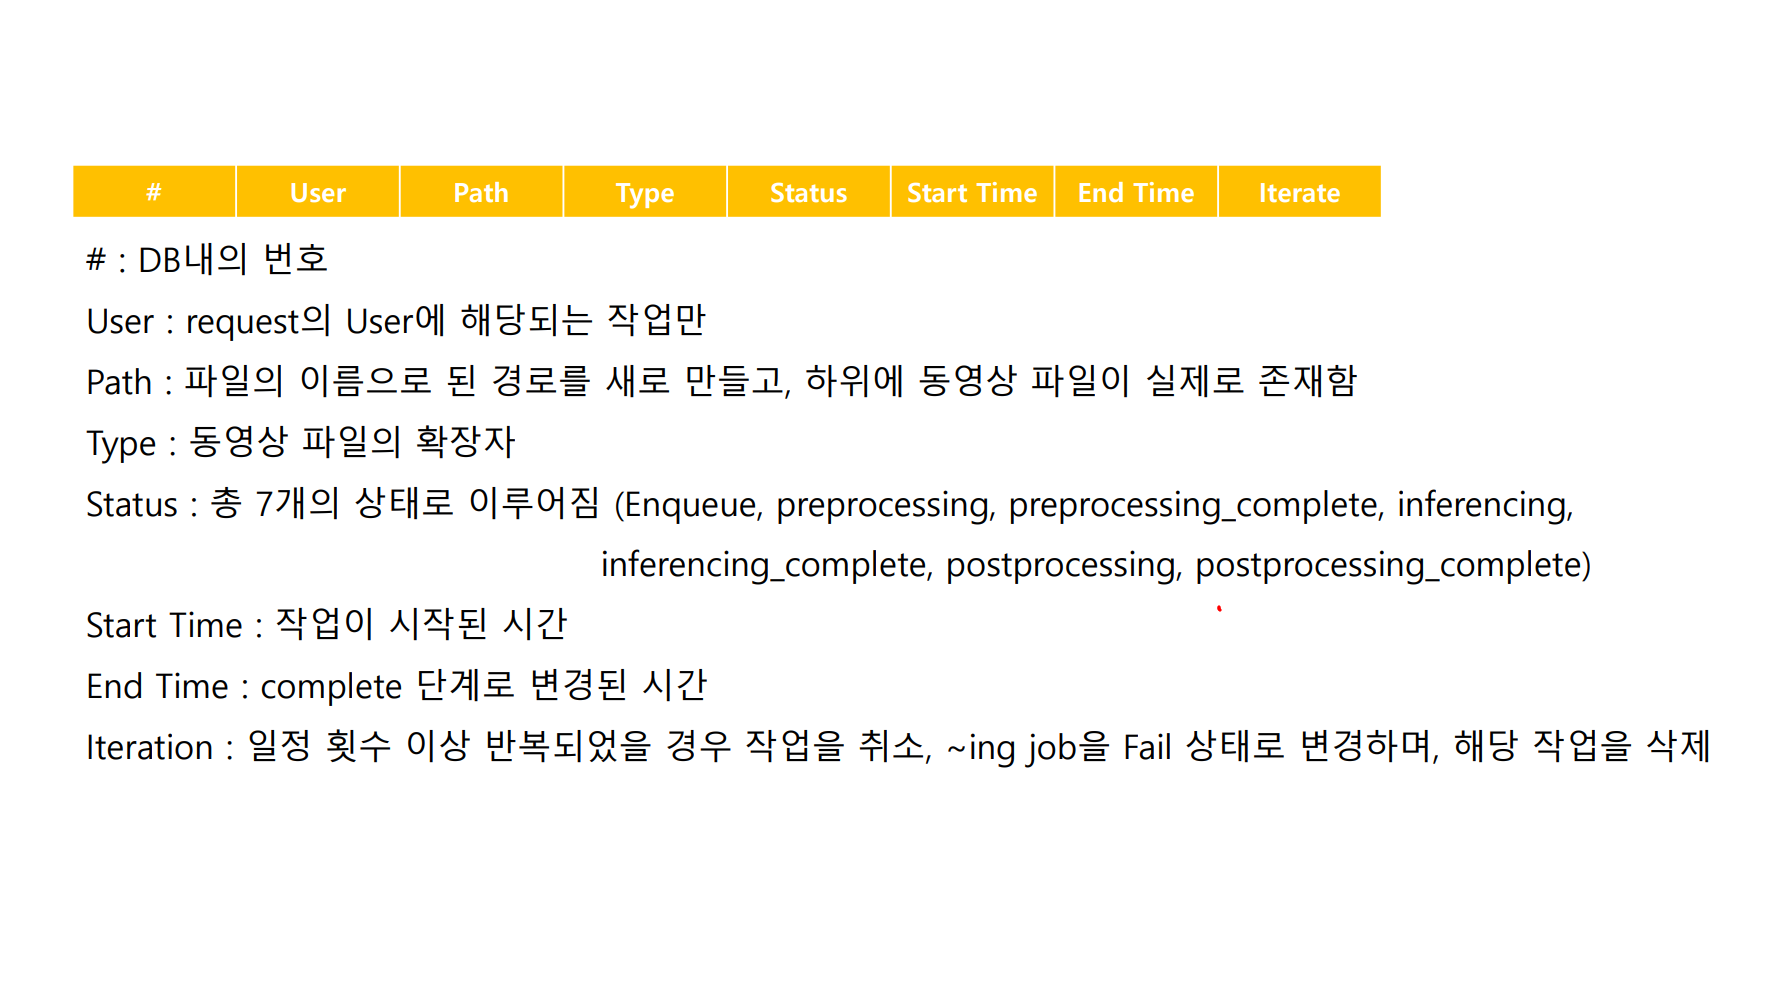 # User Path Type Status Start Time End Time Iterate
# : DB내의 번호
User : request의 User에 해당되는 작업만
Path : 파일의 이름으로 된 경로를 새로 만들고, 하위에 동영상 파일이 실제로 존재함
Type : 동영상 파일의 확장자
Status : 총 7개의 상태로 이루어짐 (Enqueue, preprocessing, preprocessing_complete, inferencing,
inferencing_complete, postprocessing, postprocessing_complete)
Start Time : 작업이 시작된 시간
End Time : complete 단계로 변경된 시간
Iteration : 일정 횟수 이상 반복되었을 경우 작업을 취소, ~ing job을 Fail 상태로 변경하며, 해당 작업을 삭제